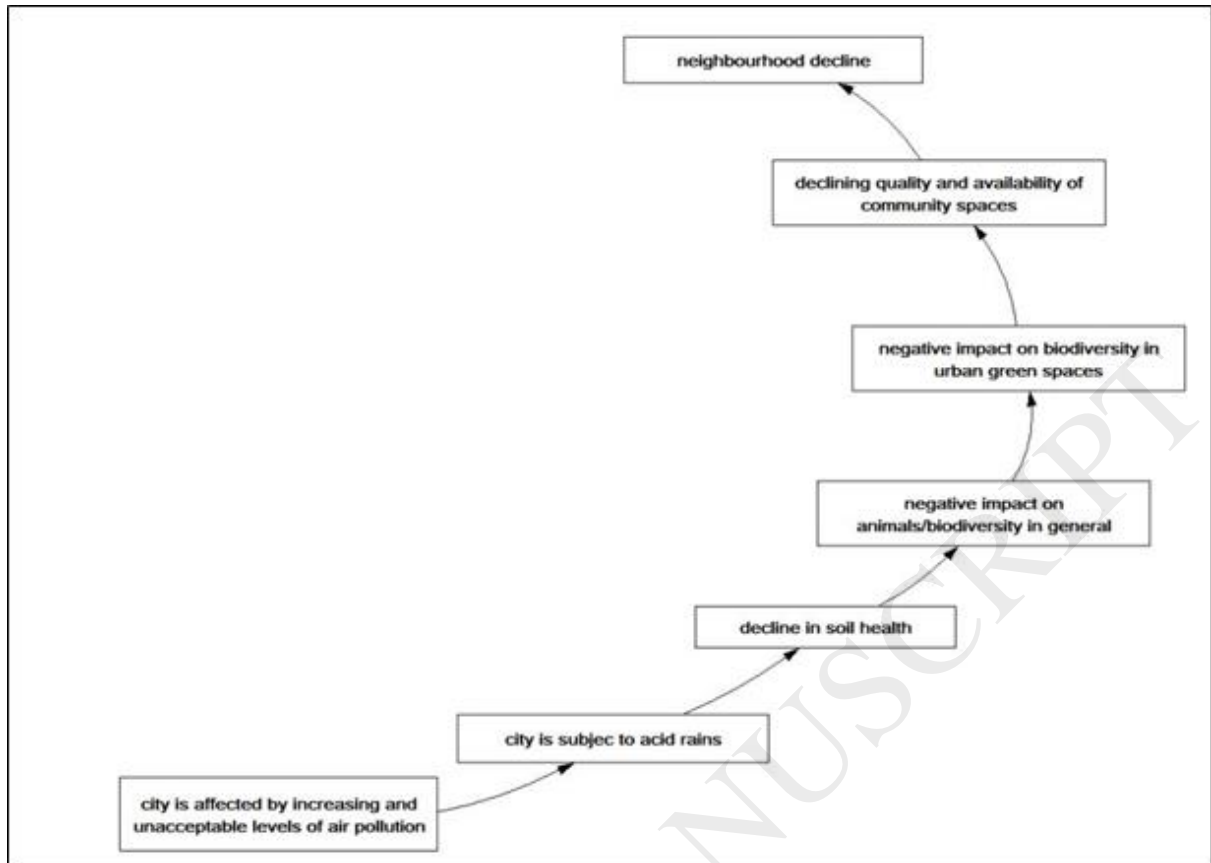 neighbourhood decline
declining quality and availability of
community spaces
negative impact on biodiversity in
urban green spaces
negative impact on
animals/biodiversity in general
decline in soil health
city is subjec to acid rains
city is affected by increasing and
unacceptable levels of air pollution
NUSCRIPT